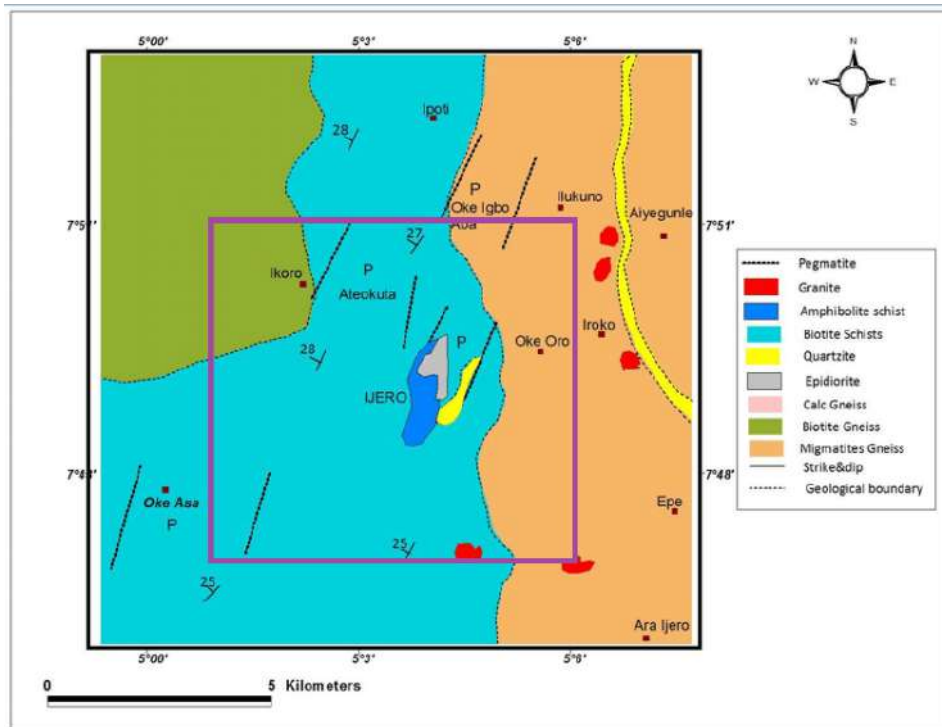 5°00'
5°3'
5°6'
N
W
E
S
Ipoti
28
P
Oke Igbo
Aba
Ilukuno
Aiyegunle
7°51'
7°51'
27
Ikoro
P
Ateokuta
Iroko
28
P
Oke Oro
IJERO
7°48'
7°48'
Oke Asa
P
Epe
25
25
Ara Ijero
5°00'
5°3'
5°6'
0
5
Kilometers
Pegmatite
Granite
Amphibolite schist
Biotite Schists
Quartzite
Epidiorite
Calc Gneiss
Biotite Gneiss
Migmatites Gneiss
Strike&dip
Geological boundary